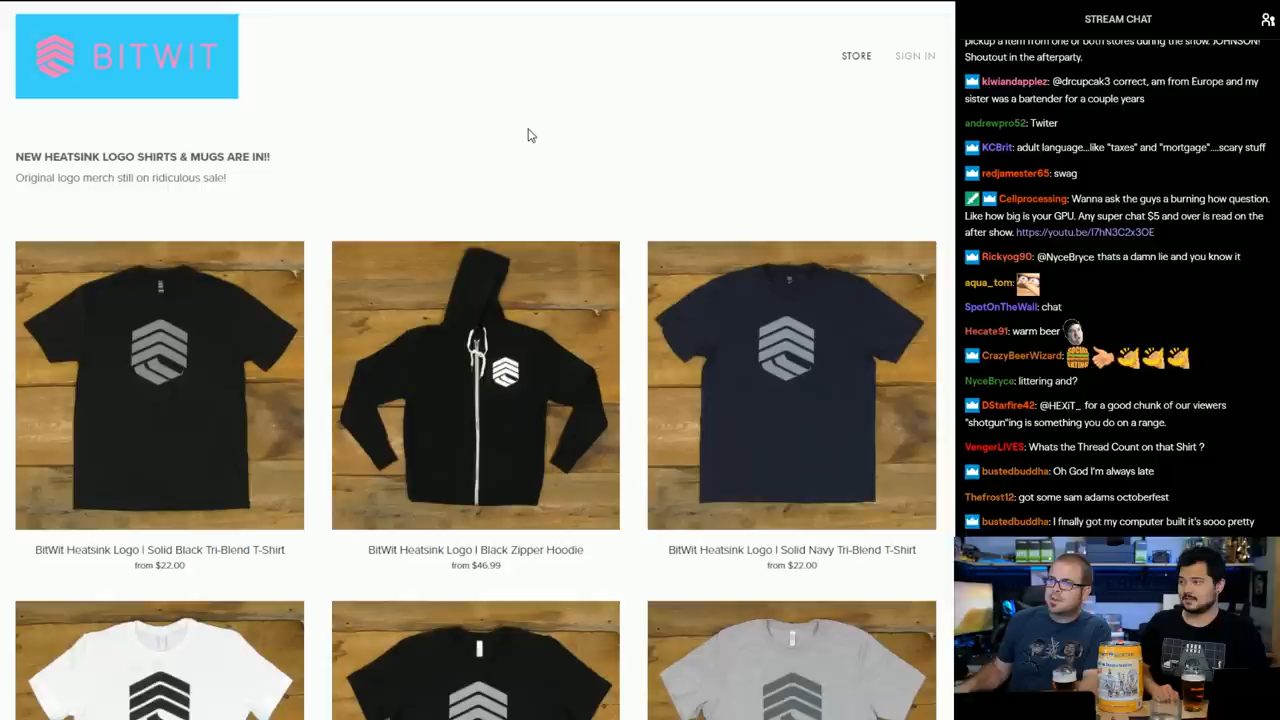 BITWIT
STORE
SIGN IN
NEW HEATSINK LOGO SHIRTS & MUGS ARE IN!!
Original logo merch still on ridiculous sale!
BitWit Heatsink Logo | Solid Black Tri-Blend T-Shirt
from $22.00
BitWit Heatsink Logo | Black Zipper Hoodie
from $46.99
BitWit Heatsink Logo | Solid Navy Tri-Blend T-Shirt
from $22.00
STREAM CHAT
pickup a item from one or both stores during the show. JOHNSON!
Shoutout in the afterparty.
kiwiandapplez: @drcupcak3 correct, am from Europe and my
sister was a bartender for a couple years
andrewpro52: Twiter
KCBrit: adult language...like "taxes" and "mortgage"....scary stuff
redjamester65: swag
Cellprocessing: Wanna ask the guys a burning how question.
Like how big is your GPU. Any super chat $5 and over is read on the
after show. https://youtu.be/I7hN3C2x3OE
Rickyog90: @NyceBryce thats a damn lie and you know it
aqua_tom:
SpotOnTheWall: chat
Hecate91: warm beer
CrazyBeerWizard:
NyceBryce: littering and?
DStarfire42: @HEXiT_ for a good chunk of our viewers
"shotgun"ing is something you do on a range.
VengerLIVES: Whats the Thread Count on that Shirt ?
bustedbuddha: Oh God I'm always late
Thefrost12: got some sam adams octoberfest
bustedbuddha: I finally got my computer built it's sooo pretty